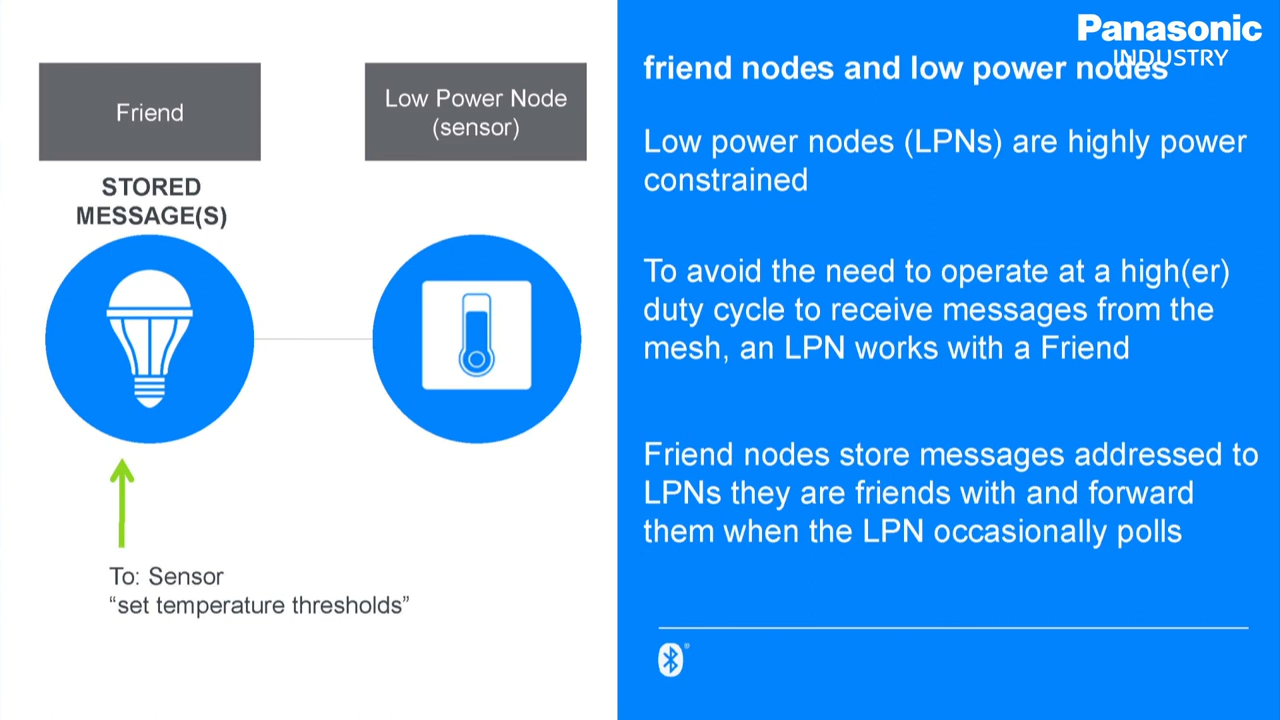 Friend
Low Power Node
(sensor)
STORED
MESSAGE(S)
To: Sensor
“set temperature thresholds”
Panasonic
INDUSTRY
friend nodes and low power nodes
Low power nodes (LPNs) are highly power
constrained
To avoid the need to operate at a high(er)
duty cycle to receive messages from the
mesh, an LPN works with a Friend
Friend nodes store messages addressed to
LPNs they are friends with and forward
them when the LPN occasionally polls